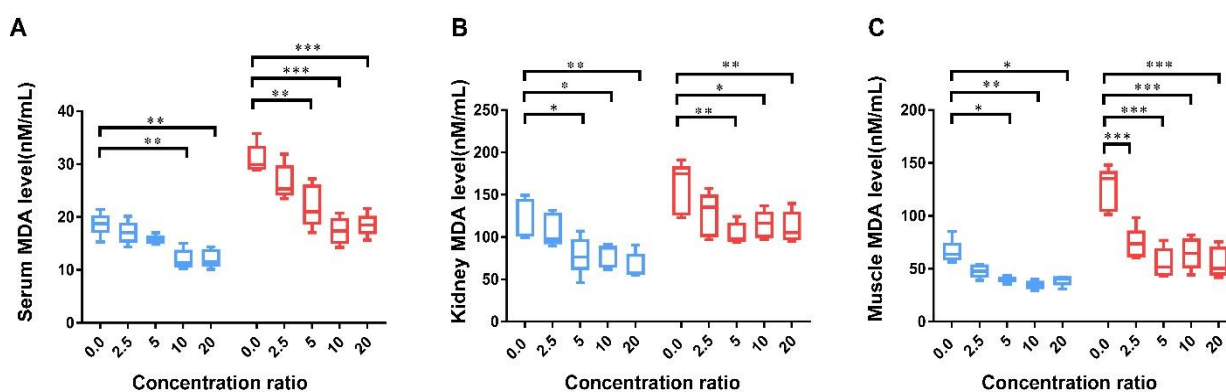 A
Serum MDA level(nM/mL)
40
30
20
10
0
** ** ** *** ***
0.0 2.5 5 10 20 0.0 2.5 5 10 20
Concentration ratio
B
Kidney MDA level(nM/mL)
250
200
150
100
50
0
** * * ** * **
0.0 2.5 5 10 20 0.0 2.5 5 10 20
Concentration ratio
C
Muscle MDA level(nM/mL)
200
150
100
50
0
* ** * *** *** *** ***
0.0 2.5 5 10 20 0.0 2.5 5 10 20
Concentration ratio